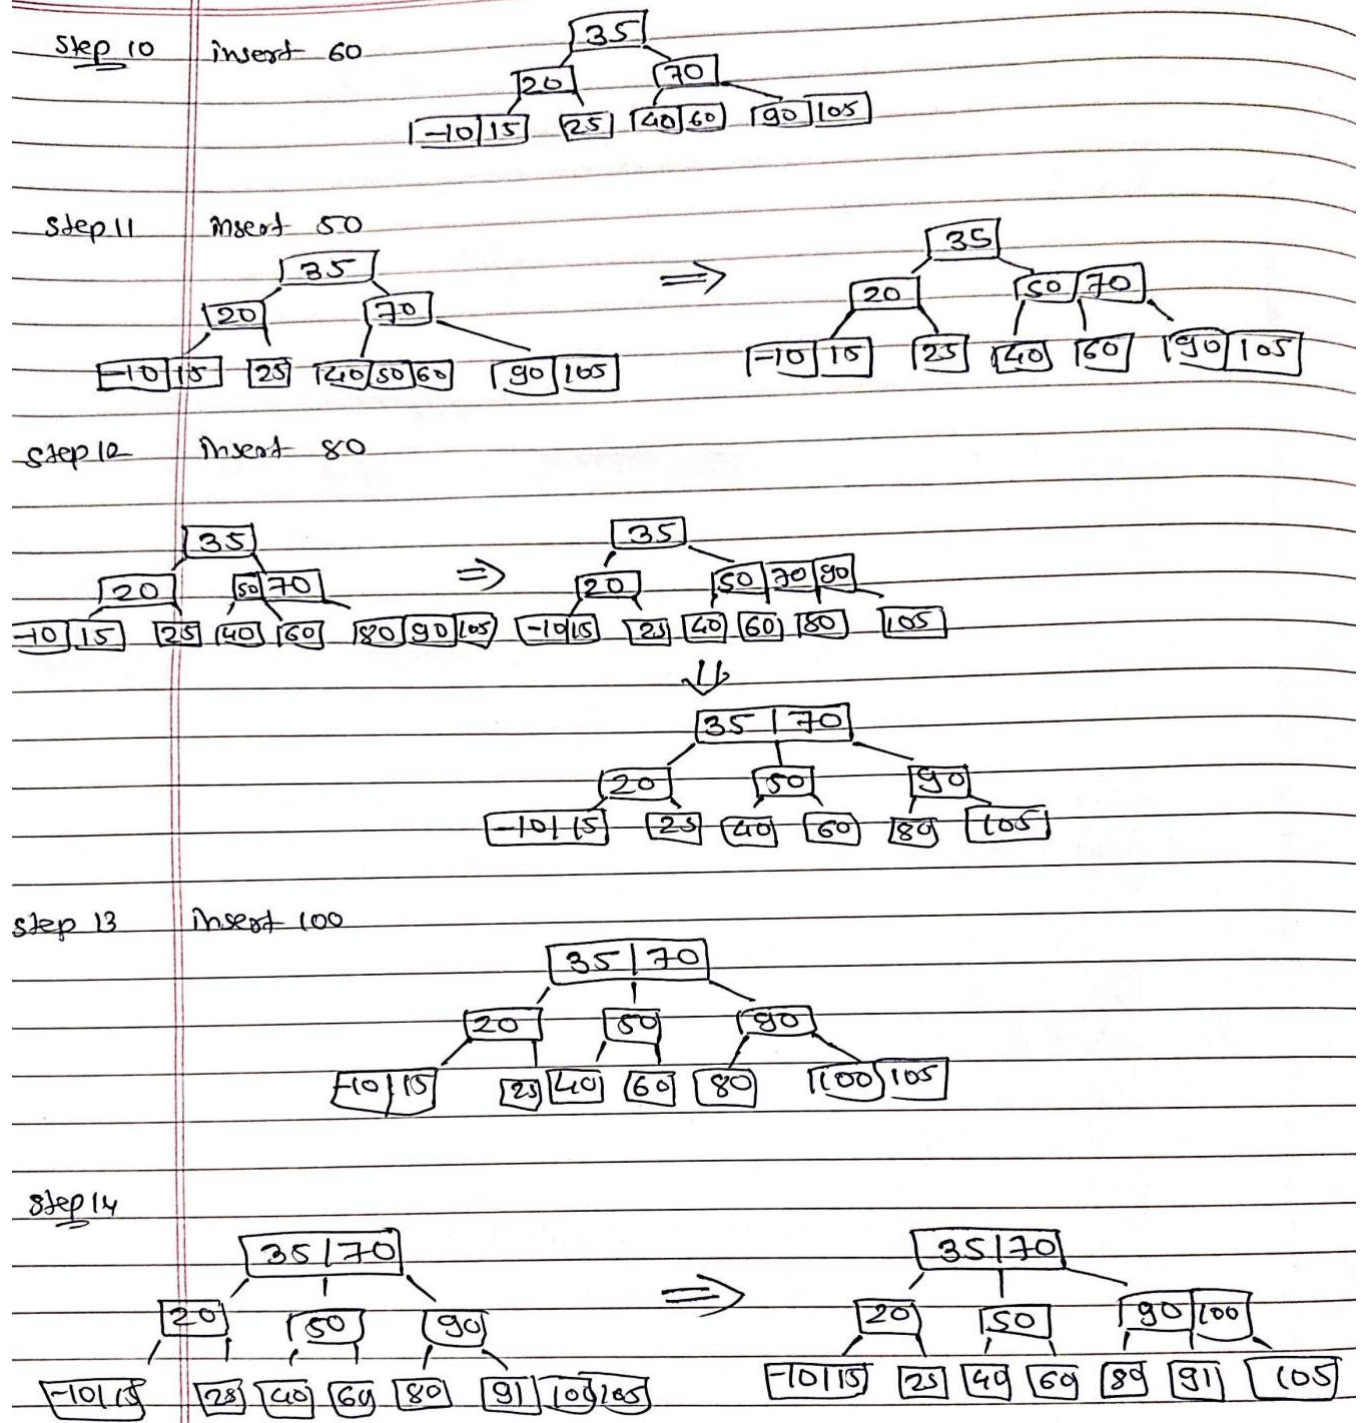 Step 10 insert 60
35
20 70
-10 15 25 40 60 90 105
Step 11 insert 50
35 ⇒ 35
20 70 20 50 70
-10 15 25 40 50 60 90 105 -10 15 25 40 60 90 105
Step 12 insert 80
35 ⇒ 35
20 50 70 20 50 70 90
-10 15 25 40 60 80 90 105 -10 15 25 40 60 80 105
⇓
35 70
20 50 90
-10 15 25 40 60 80 105
Step 13 insert 100
35 70
20 50 90
-10 15 25 40 60 80 100 105
Step 14
35 70 ⇒ 35 70
20 50 90 20 50 90 100
-10 15 25 40 60 80 91 100 105 -10 15 25 40 60 80 91 105